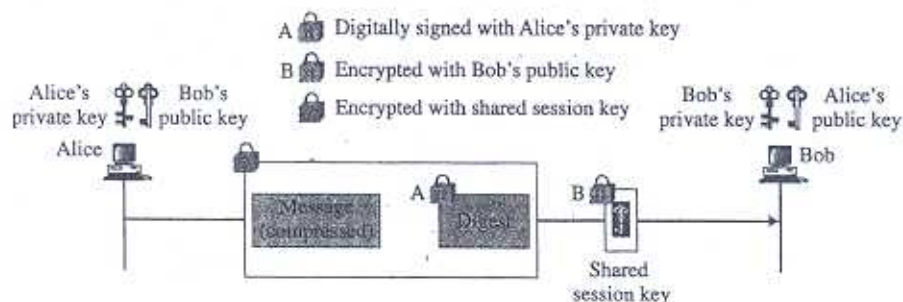 A Digitally signed with Alice's private key
B Encrypted with Bob's public key
Encrypted with shared session key
Alice's private key
Bob's public key
Bob's private key
Alice's public key
Alice
Bob
A
B
Message
(compressed)
Digest
Shared
session key